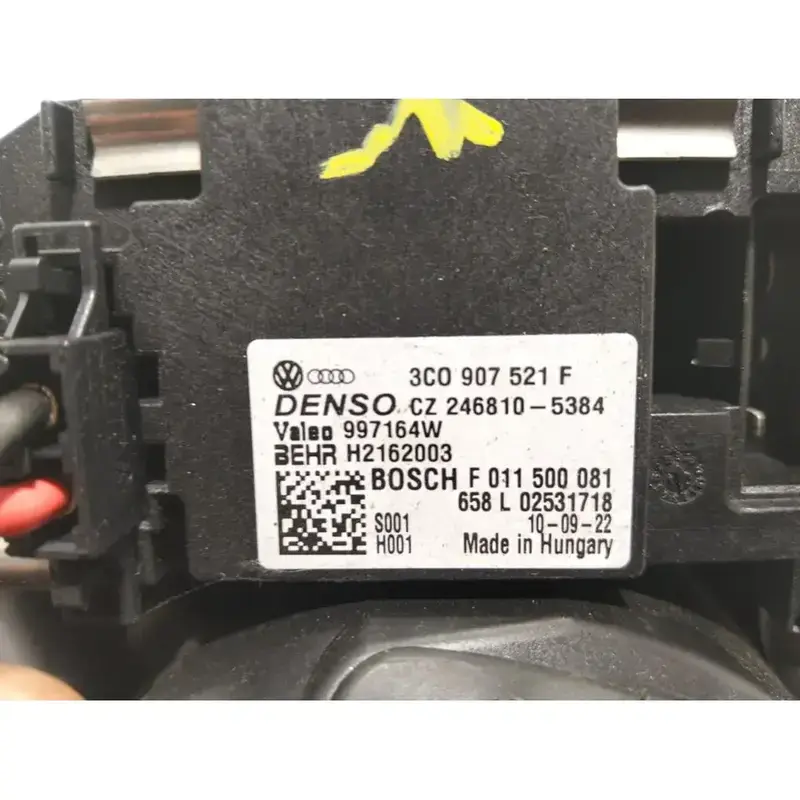 3C0 907 521 F
DENSO CZ 246810-5384
Valeo 997164W
BEHR H2162003
BOSCH F 011 500 081
658 L 02531718
S001 10-09-22
H001 Made in Hungary